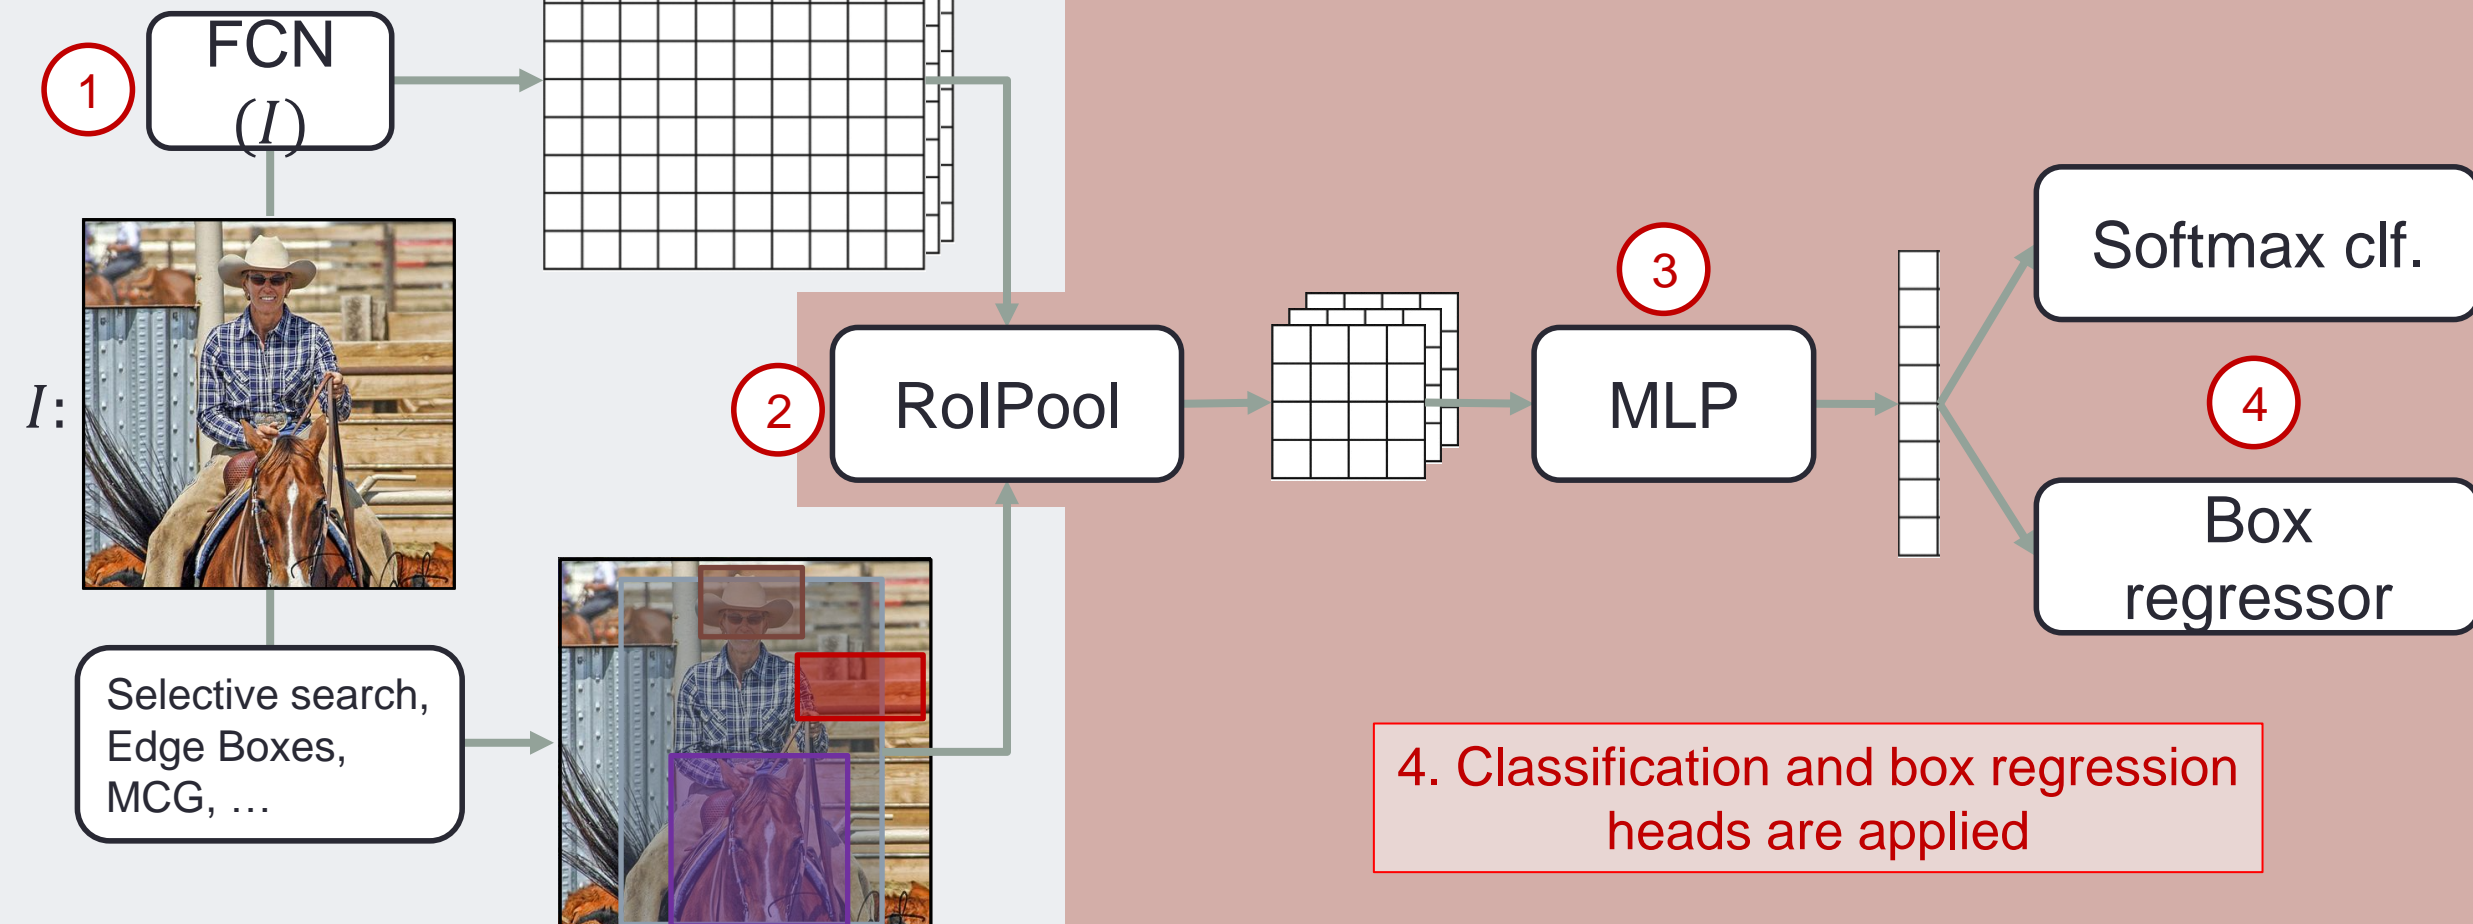 1
FCN
(I)
I:
Selective search,
Edge Boxes,
MCG, …
2
RoIPool
3
MLP
Softmax clf.
4
Box
regressor
4. Classification and box regression
heads are applied